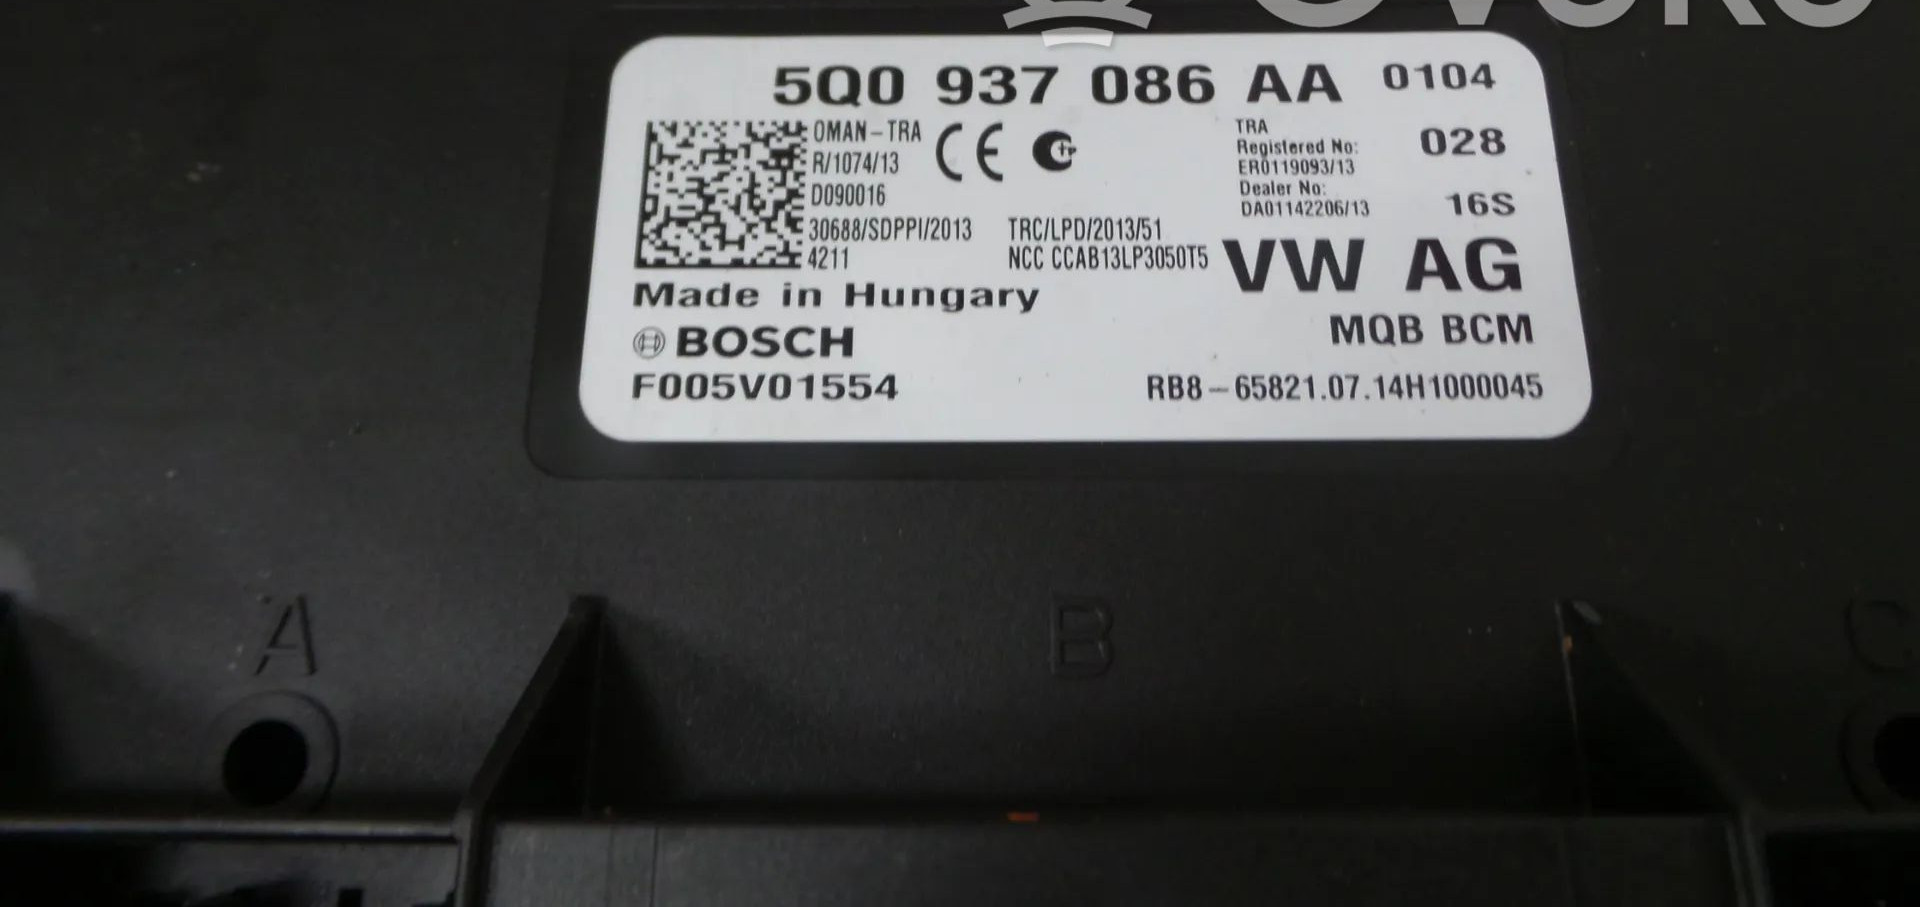 5Q0 937 086 AA 0104
OMAN-TRA
R/1074/13
D090016
30688/SDPPI/2013
4211
CE
TRA
Registered No:
ER0119093/13
Dealer No:
DA01142206/13
028
16S
TRC/LPD/2013/51
NCC CCAB13LP3050T5
VW AG
Made in Hungary
MQB BCM
BOSCH
F005V01554
RB8-65821.07.14H1000045
A
B
C